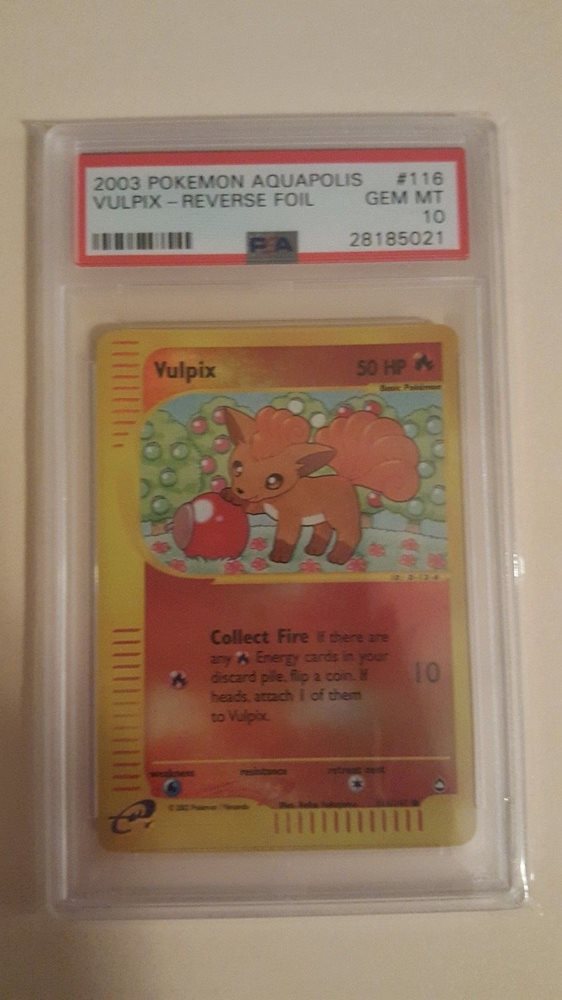 2003 POKEMON AQUAPOLIS #116
VULPIX – REVERSE FOIL GEM MT
10
PSA 28185021
Vulpix 50 HP
Basic Pokémon
Collect Fire If there are
any Energy cards in your
discard pile, flip a coin. If
heads, attach 1 of them
to Vulpix.
10
weakness resistance retreat cost